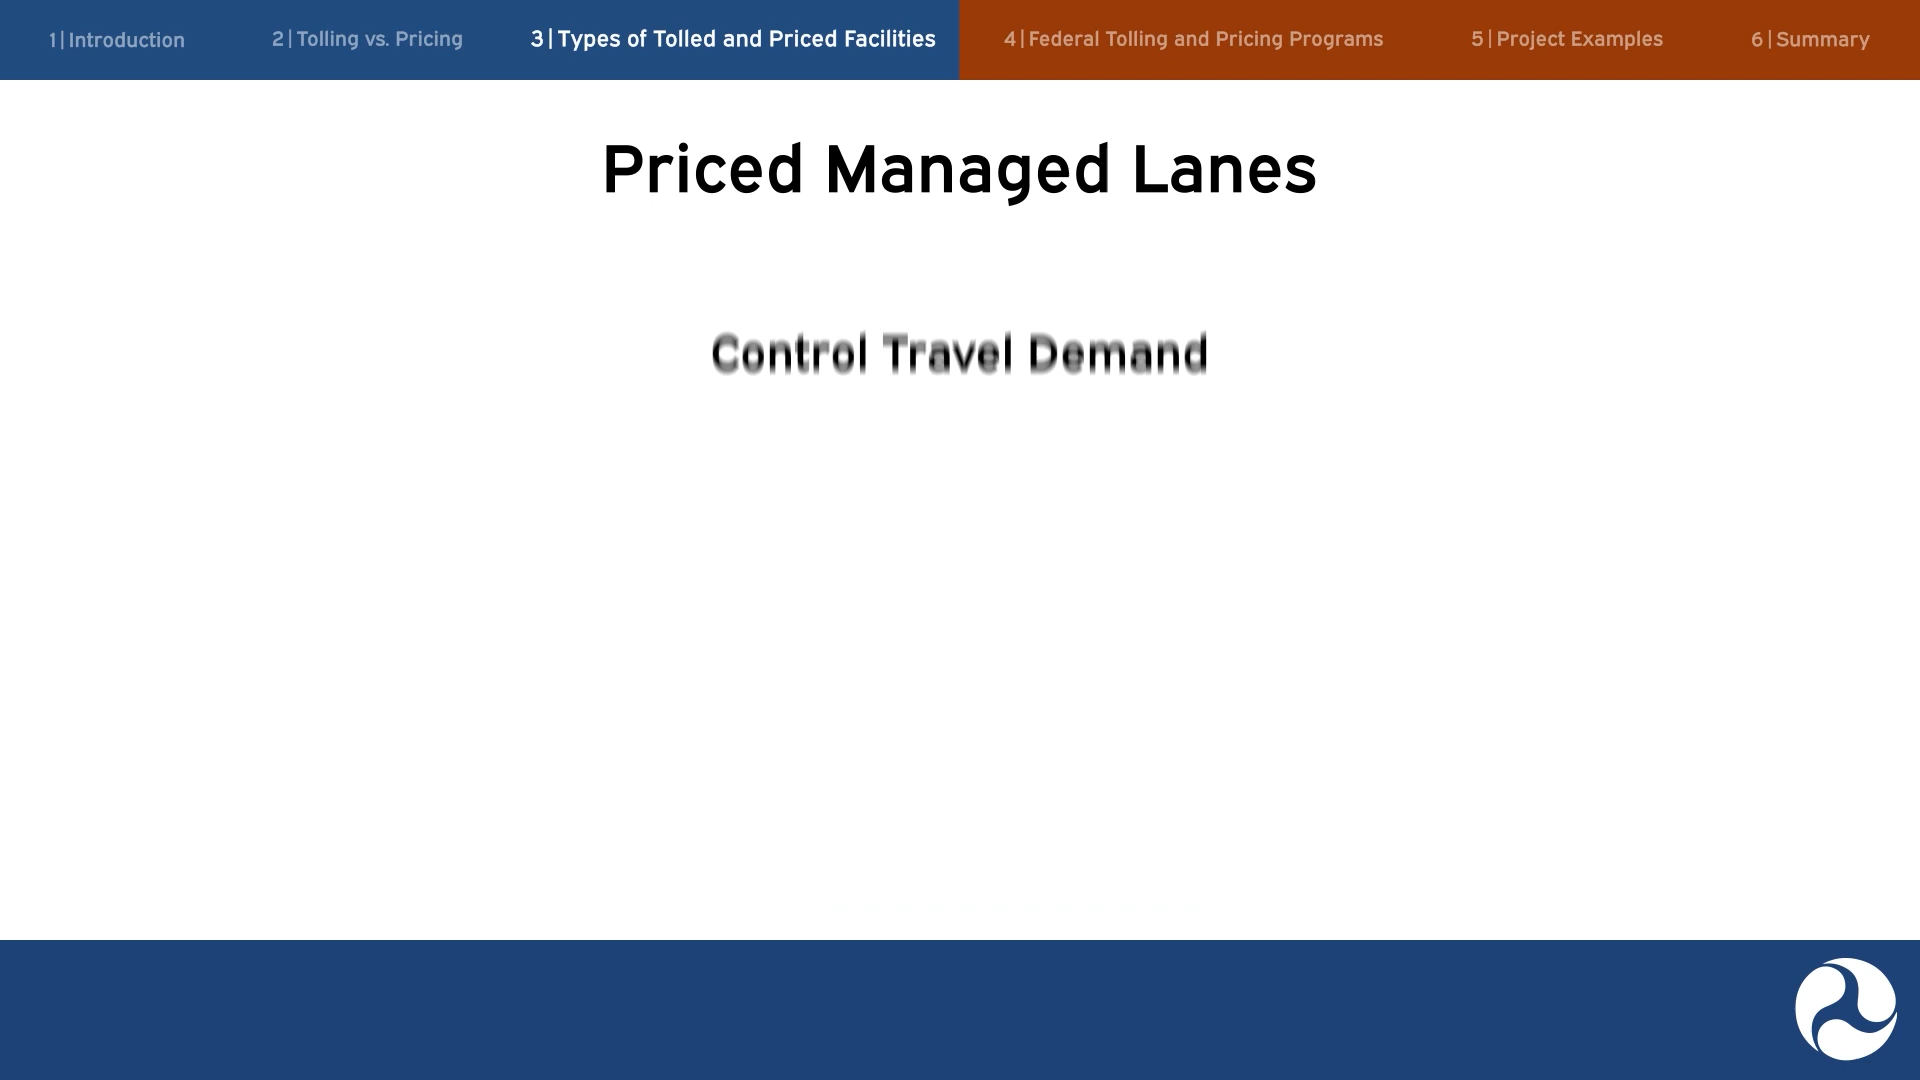 1|Introduction
2|Tolling vs. Pricing
3|Types of Tolled and Priced Facilities
4|Federal Tolling and Pricing Programs
5|Project Examples
6|Summary
Priced Managed Lanes
Control Travel Demand